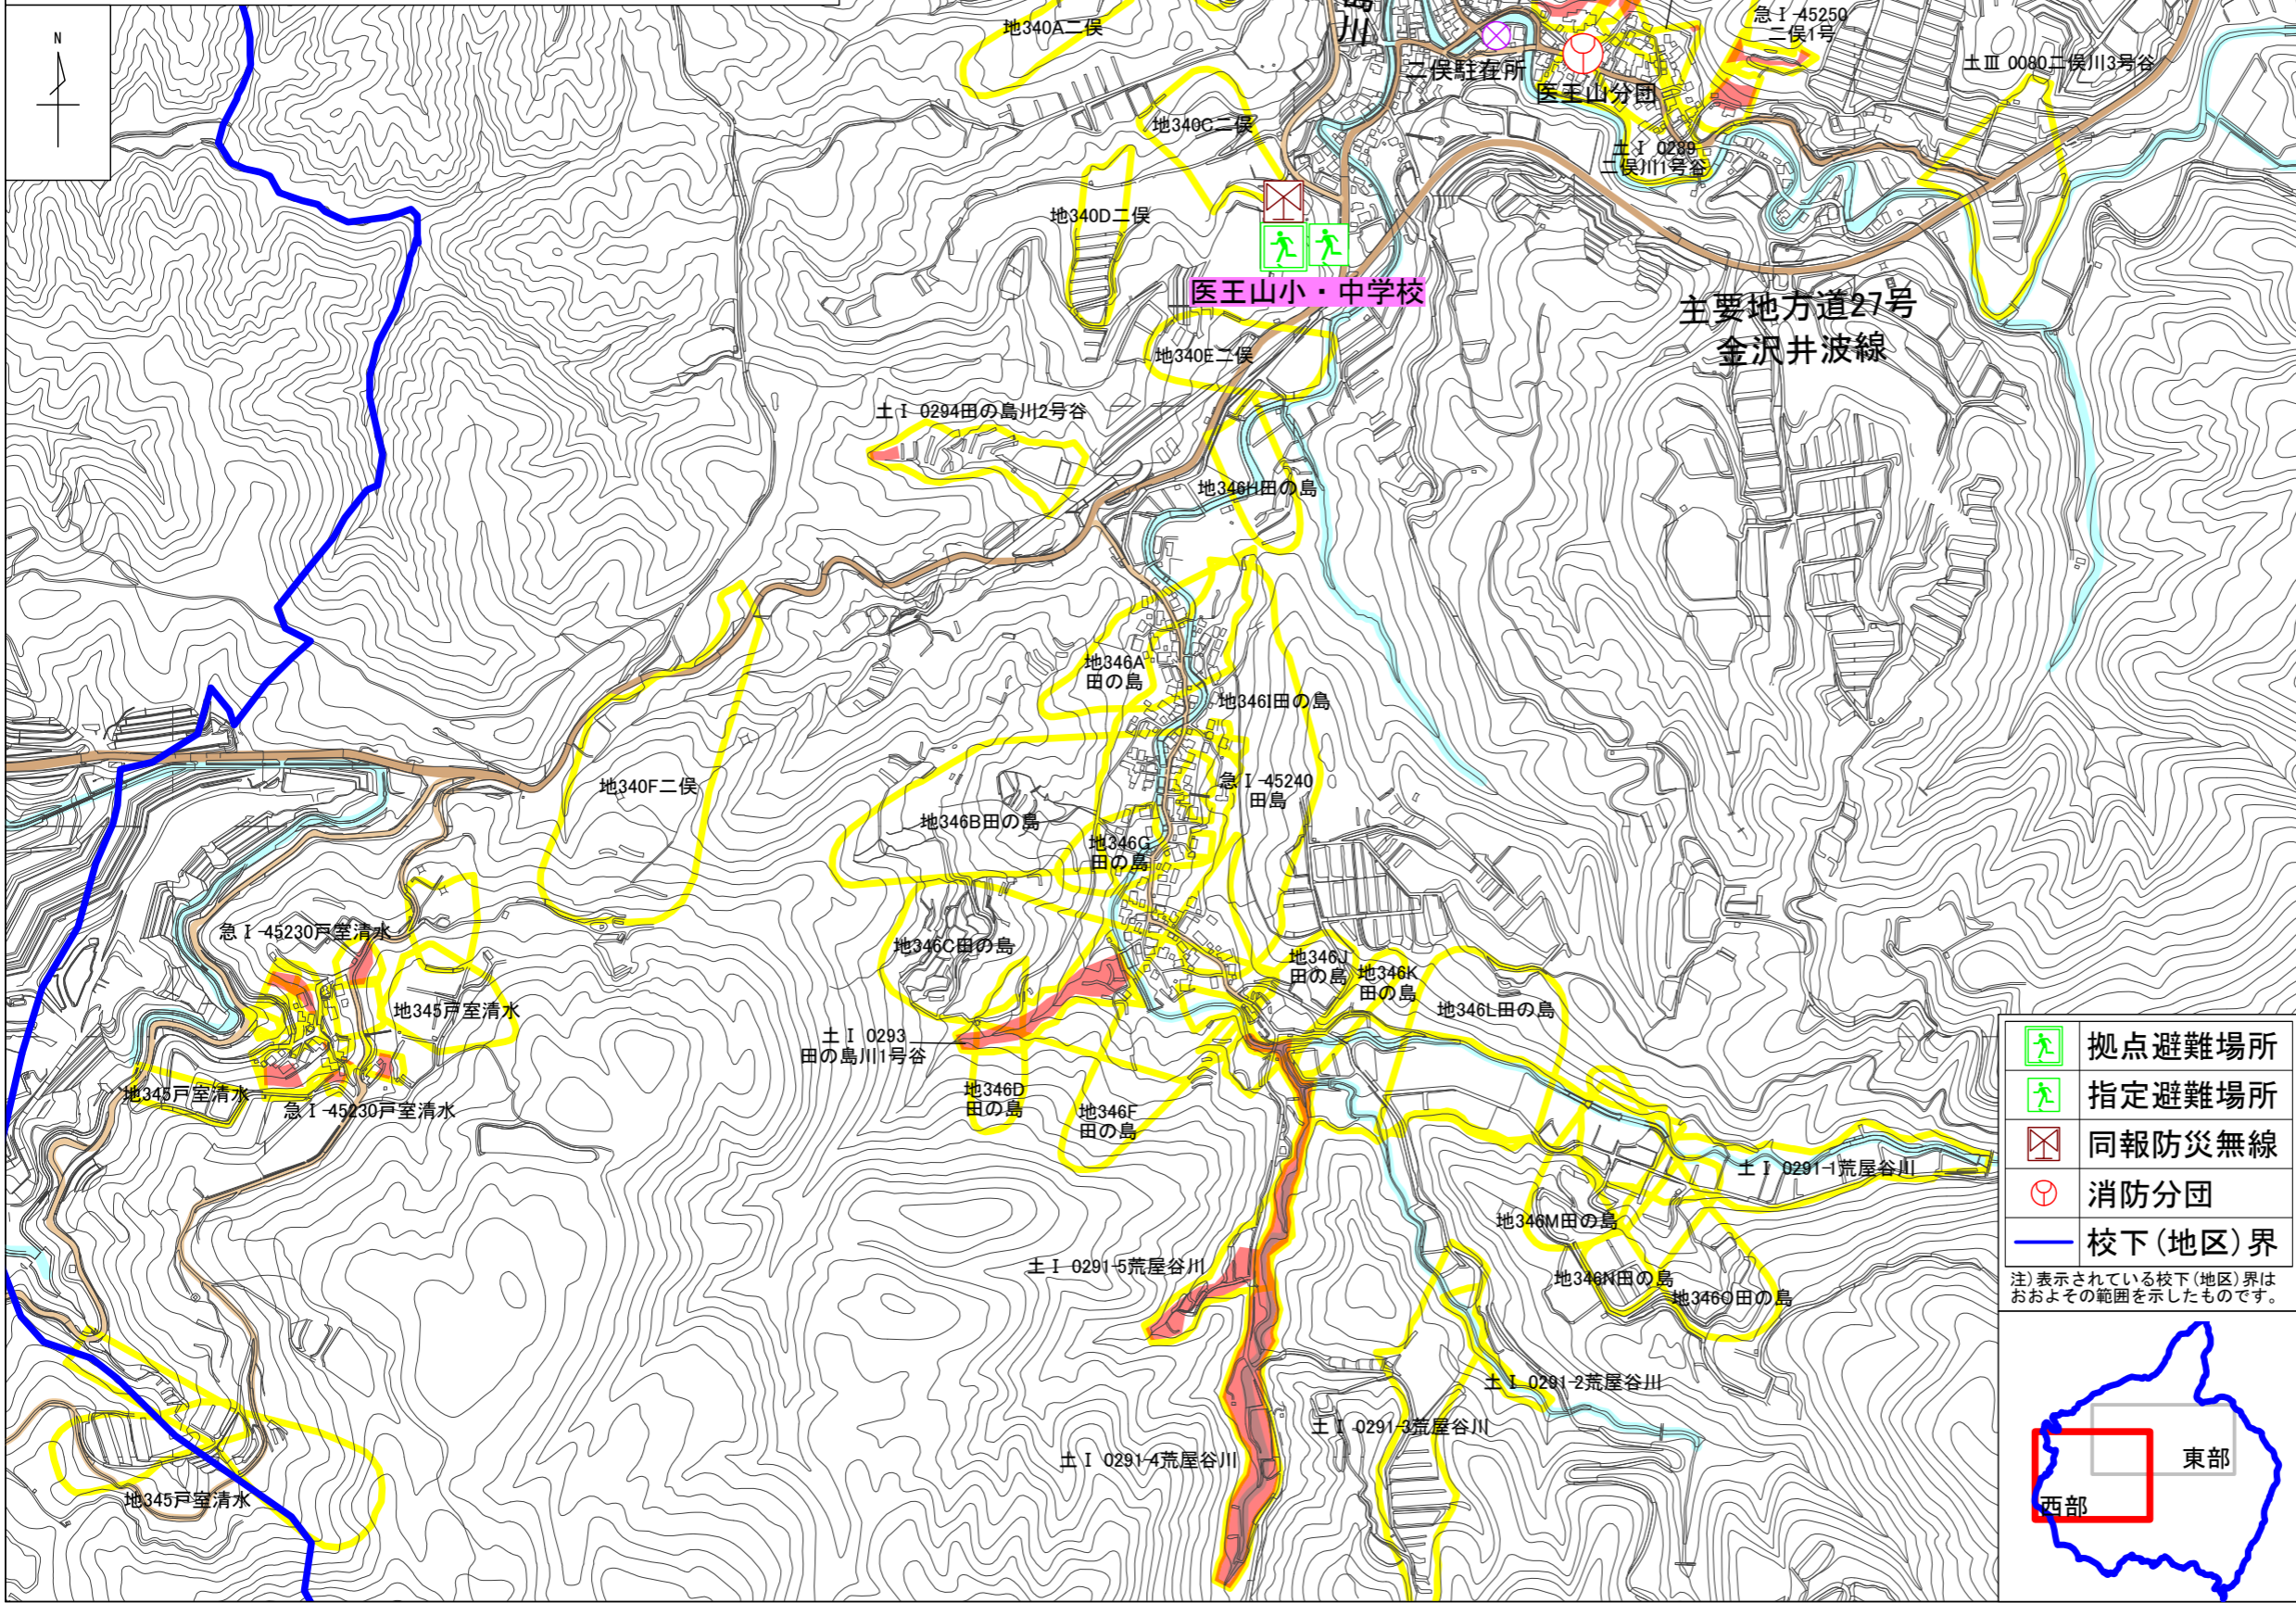 N
地340A二俣
川
二俣駐在所
医王山分団
急Ⅰ-45250
二俣1号
土Ⅲ 0080二俣川3号谷
地340C二俣
土Ⅰ 0289
二俣川1号谷
地340D二俣
医王山小・中学校
主要地方道27号
金沢井波線
地340E二俣
土Ⅰ 0294田の島川2号谷
地346H田の島
地346A
田の島
地346I田の島
地340F二俣
急Ⅰ-45240
田島
地346B田の島
地346G
田の島
急Ⅰ-45230戸室清水
地346C田の島
地346J
田の島
地346K
田の島
地345戸室清水
地346L田の島
土Ⅰ 0293
田の島川1号谷
地345戸室清水
急Ⅰ-45230戸室清水
地346D
田の島
地346F
田の島
土Ⅰ 0291-1荒屋谷川
地346M田の島
土Ⅰ 0291-5荒屋谷川
地346N田の島
地346O田の島
土Ⅰ 0291-2荒屋谷川
土Ⅰ 0291-3荒屋谷川
土Ⅰ 0291-4荒屋谷川
地345戸室清水
拠点避難場所
指定避難場所
同報防災無線
消防分団
校下(地区)界
注)表示されている校下(地区)界は
おおよその範囲を示したものです。
東部
西部